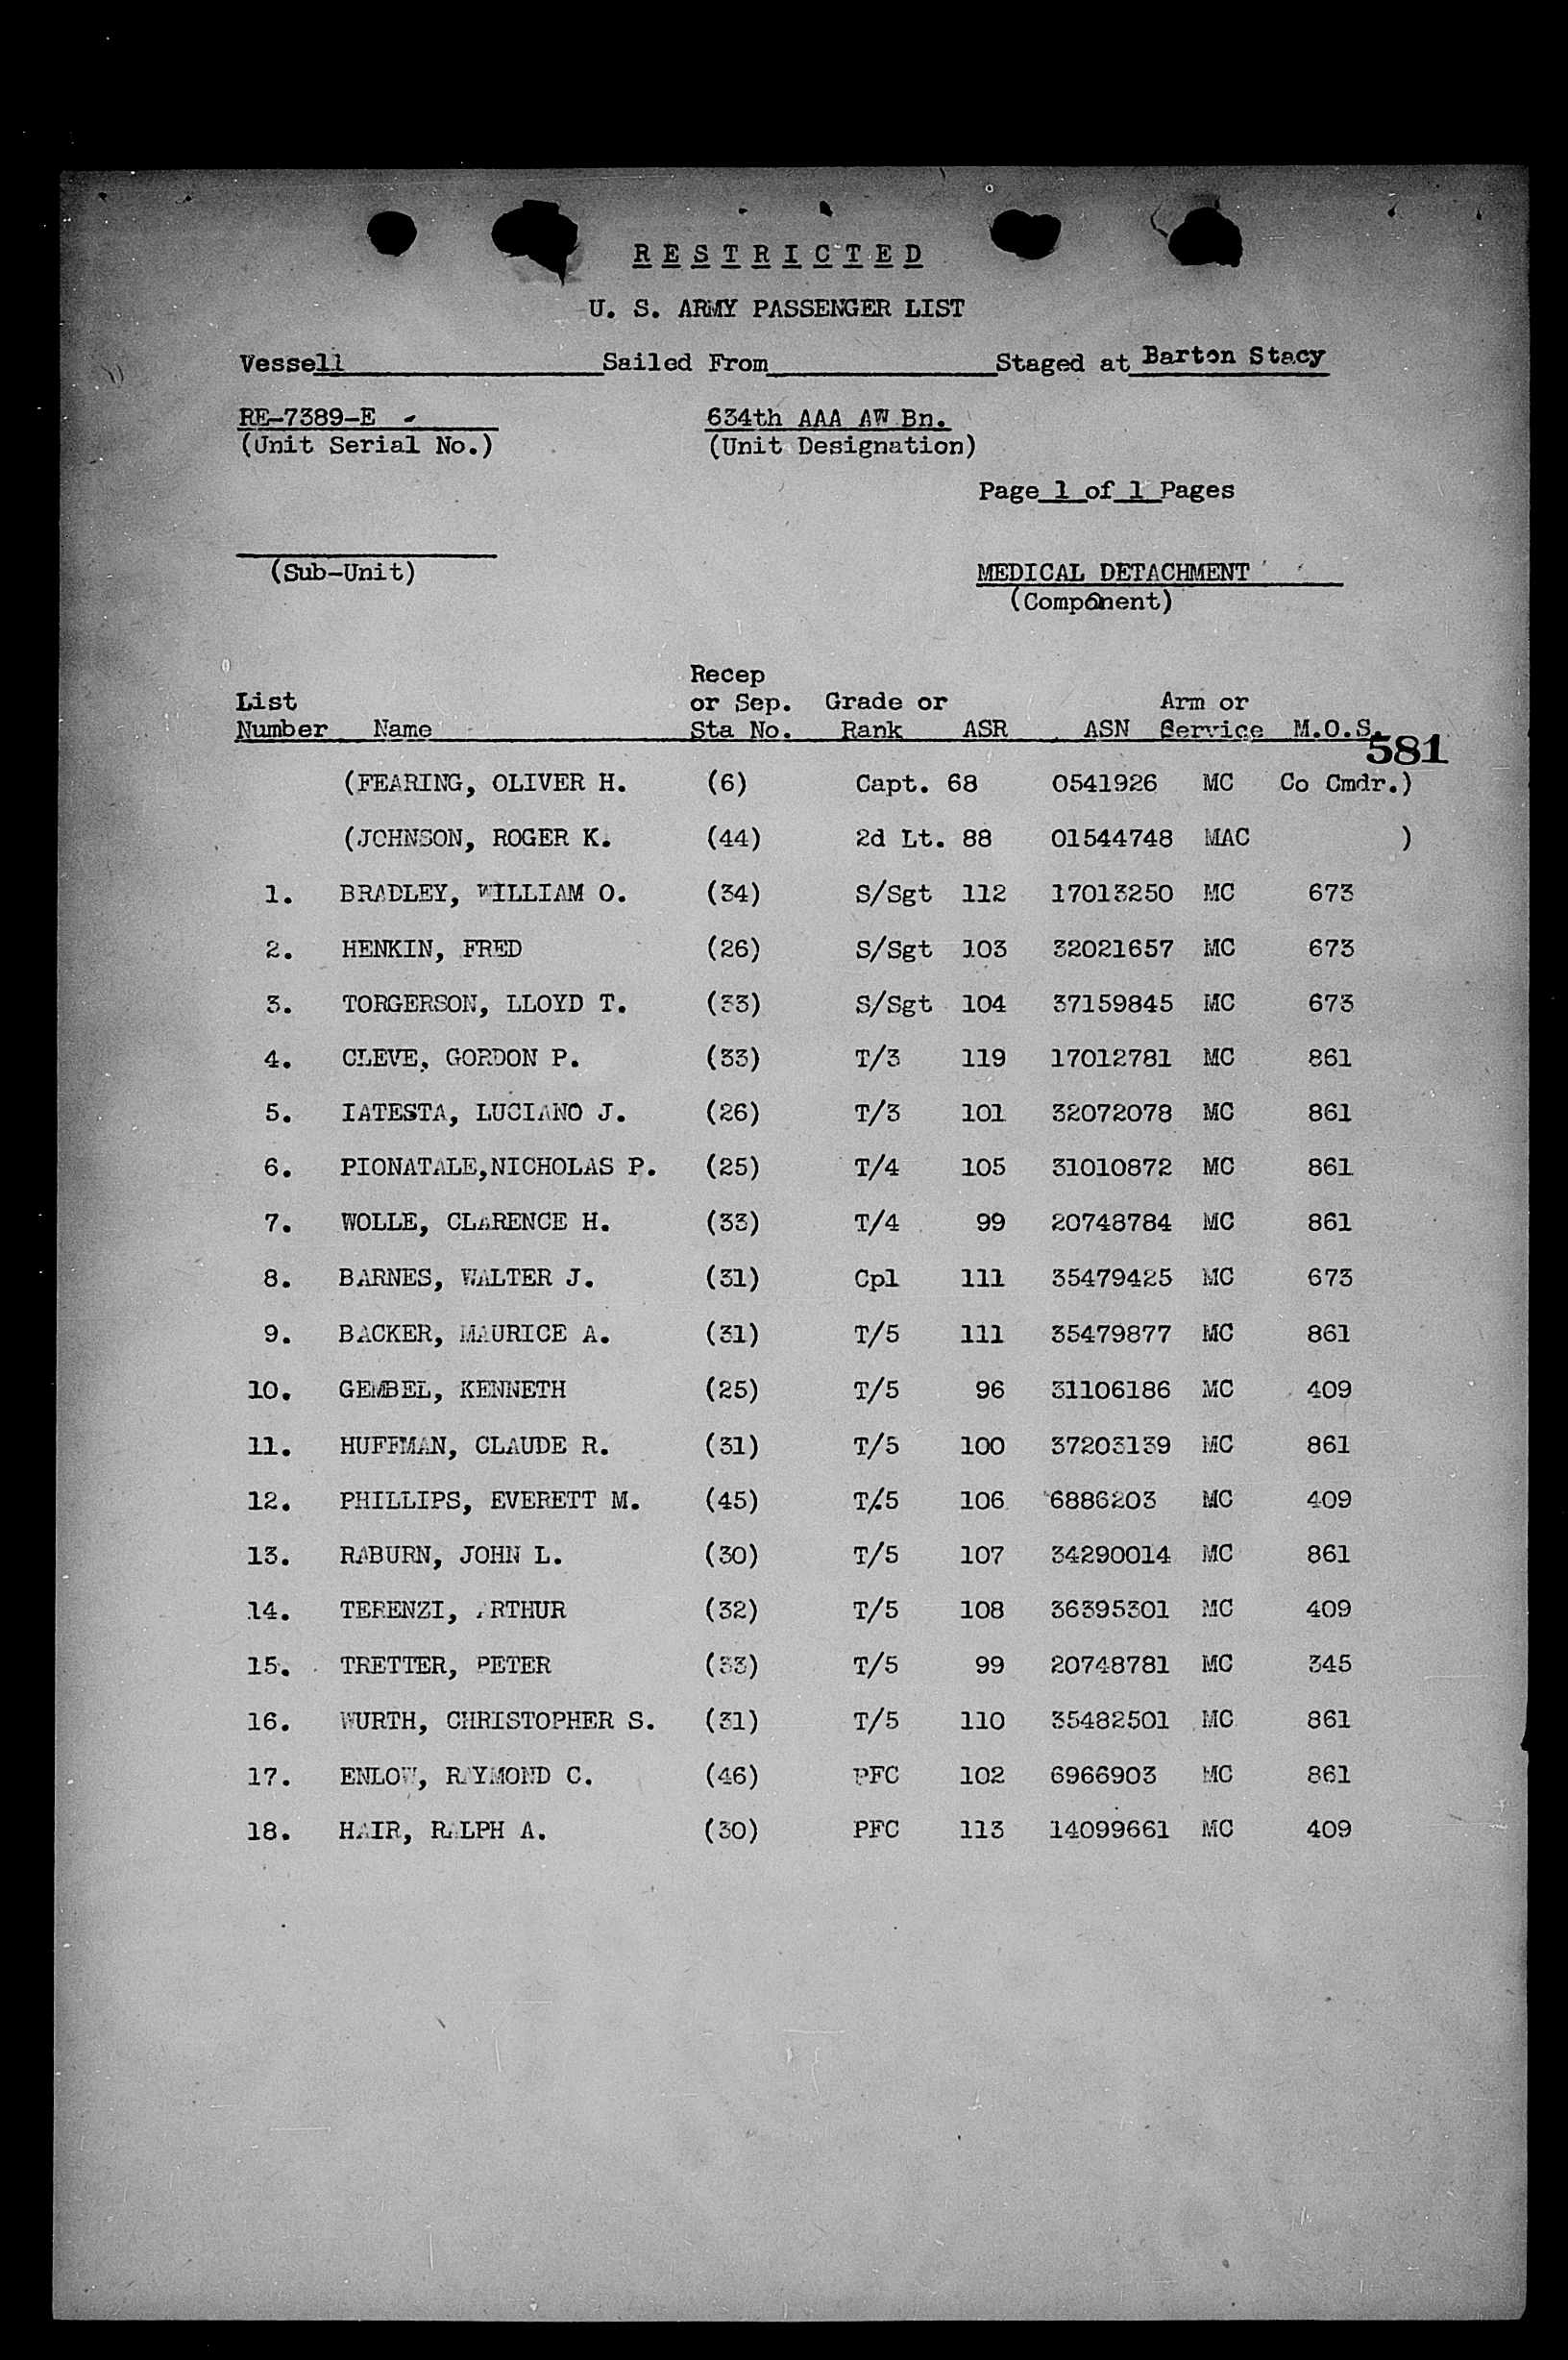 RESTRICTED
U. S. ARMY PASSENGER LIST
Vessell Sailed From Staged at Barton Stacy
RE-7389-E - 634th AAA AW Bn.
(Unit Serial No.) (Unit Designation)
Page 1 of 1 Pages
(Sub-Unit) MEDICAL DETACHMENT
(Component)
Recep
List or Sep. Grade or Arm or
Number Name Sta No. Rank ASR ASN Service M.O.S.
581
(FEARING, OLIVER H. (6) Capt. 68 0541926 MC Co Cmdr.)
(JOHNSON, ROGER K. (44) 2d Lt. 88 01544748 MAC )
1. BRADLEY, WILLIAM O. (34) S/Sgt 112 17013250 MC 673
2. HENKIN, FRED (26) S/Sgt 103 32021657 MC 673
3. TORGERSON, LLOYD T. (33) S/Sgt 104 37159845 MC 673
4. CLEVE, GORDON P. (33) T/3 119 17012781 MC 861
5. IATESTA, LUCIANO J. (26) T/3 101 32072078 MC 861
6. PIONATALE,NICHOLAS P. (25) T/4 105 31010872 MC 861
7. WOLLE, CLARENCE H. (33) T/4 99 20748784 MC 861
8. BARNES, WALTER J. (31) Cpl 111 35479425 MC 673
9. BACKER, MAURICE A. (31) T/5 111 35479877 MC 861
10. GEMBEL, KENNETH (25) T/5 96 31106186 MC 409
11. HUFFMAN, CLAUDE R. (31) T/5 100 37203139 MC 861
12. PHILLIPS, EVERETT M. (45) T/5 106 6886203 MC 409
13. RABURN, JOHN L. (30) T/5 107 34290014 MC 861
14. TERENZI, ARTHUR (32) T/5 108 36395301 MC 409
15. TRETTER, PETER (33) T/5 99 20748781 MC 345
16. WURTH, CHRISTOPHER S. (31) T/5 110 35482501 MC 861
17. ENLOW, RAYMOND C. (46) PFC 102 6966903 MC 861
18. HAIR, RALPH A. (30) PFC 113 14099661 MC 409